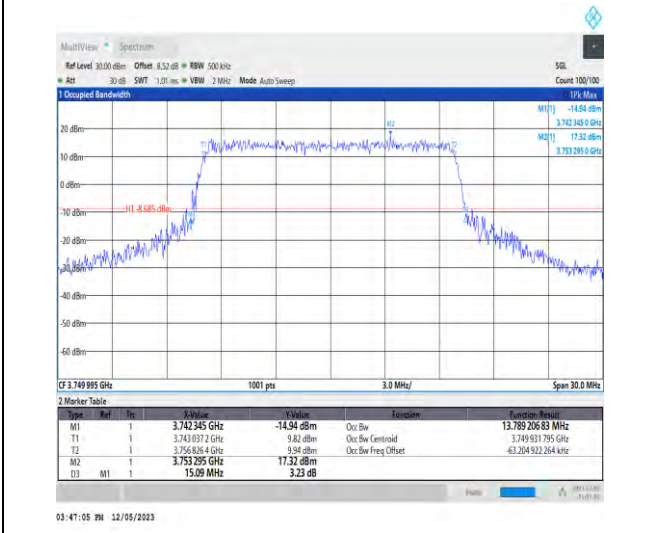 MultiView Spectrum
Ref Level 30.00 dBm Offset 8.52 dB RBW 500 kHz SGL
Att 30 dB SWT 1.01 ms VBW 2 MHz Mode Auto Sweep Count 100/100
1 Occupied Bandwidth 1Pk Max
M1[1] -14.94 dBm
3.742 345 0 GHz
M2[1] 17.32 dBm
3.753 295 0 GHz
20 dBm
M2
T1 T2
10 dBm
0 dBm
H1 -8.685 dBm
-10 dBm
-20 dBm
-30 dBm
-40 dBm
-50 dBm
-60 dBm
CF 3.749 995 GHz 1001 pts 3.0 MHz/ Span 30.0 MHz
2 Marker Table
Type Ref Trc X-Value Y-Value Function Function Result
M1 1 3.742 345 GHz -14.94 dBm Occ Bw 13.789 206 83 MHz
T1 1 3.743 037 2 GHz 9.82 dBm Occ Bw Centroid 3.749 931 795 GHz
T2 1 3.756 826 4 GHz 9.94 dBm Occ Bw Freq Offset -63.204 922 264 kHz
M2 1 3.753 295 GHz 17.32 dBm
D3 M1 1 15.09 MHz 3.23 dB
03:47:05 PM 12/05/2023